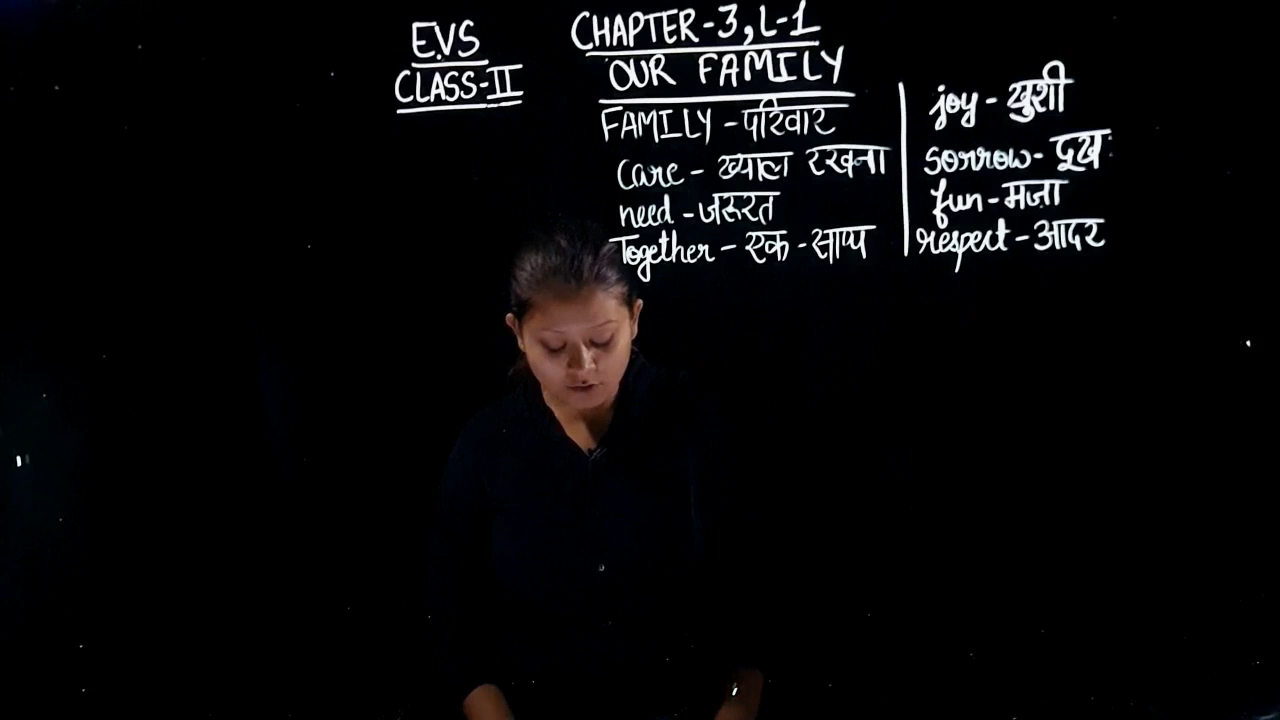 E.VS
CLASS-II
CHAPTER-3, L-1
OUR FAMILY
FAMILY - परिवार
Care - ख्याल रखना
need - जरूरत
Together - एक - साथ
joy - खुशी
sorrow - दूख
fun - मज़ा
respect - आदर